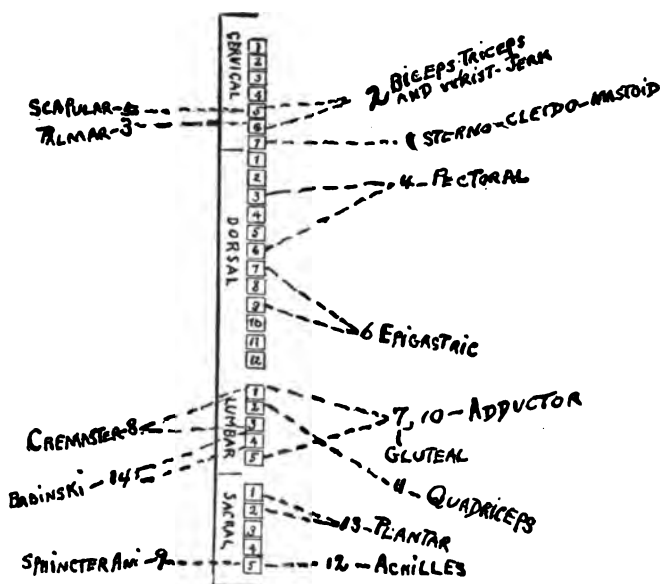 CERVICAL
1
2
3
4
5
6
7
SCAPULAR-5
PALMAR-3
2 BICEPS-TRICEPS
AND WRIST-JERK
1 STERNO-CLEIDO-MASTOID
DORSAL
1
2
3
4
5
6
7
8
9
10
11
12
4-PECTORAL
6 EPIGASTRIC
LUMBAR
1
2
3
4
5
CREMASTER-8
BABINSKI-14
7, 10-ADDUCTOR
GLUTEAL
11-QUADRICEPS
SACRAL
1
2
3
4
5
13-PLANTAR
SPHINCTER ANI-9
12-ACHILLES